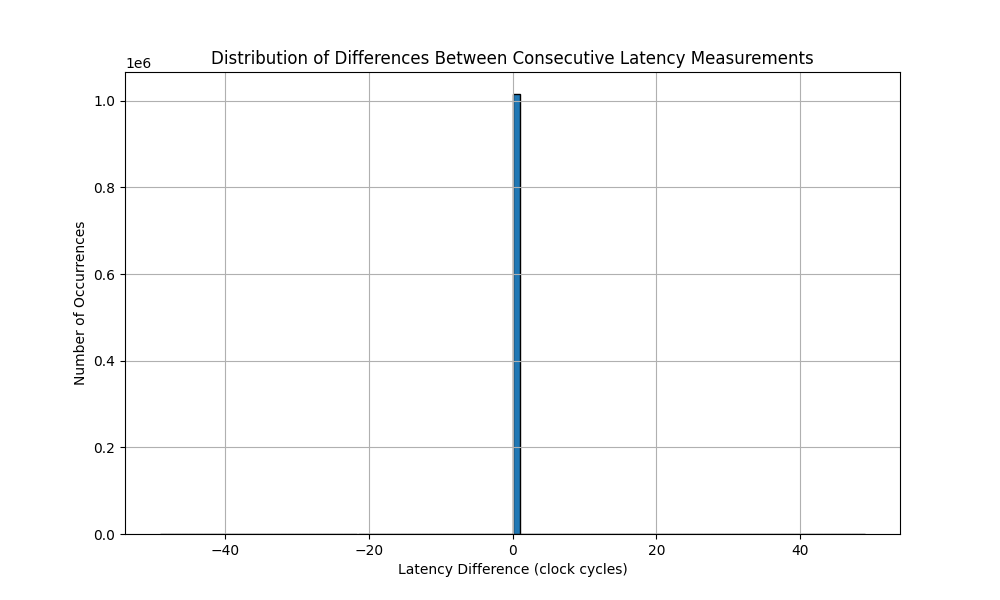 Distribution of Differences Between Consecutive Latency Measurements
1e6
1.0
0.8
0.6
0.4
0.2
0.0
Number of Occurrences
−40 −20 0 20 40
Latency Difference (clock cycles)